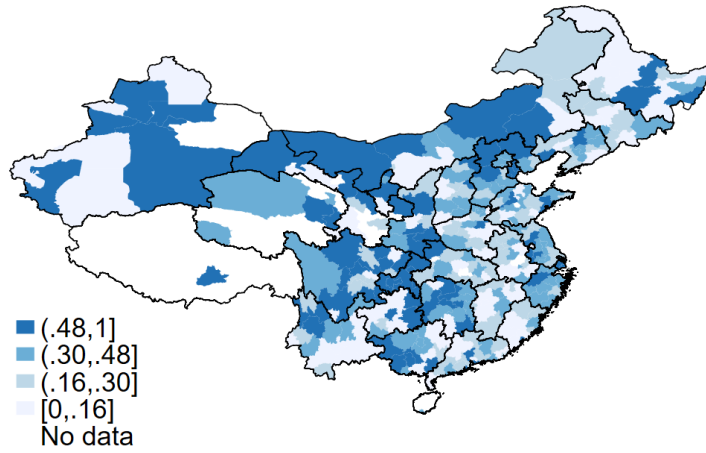 (.48,1]
(.30,.48]
(.16,.30]
[0,.16]
No data